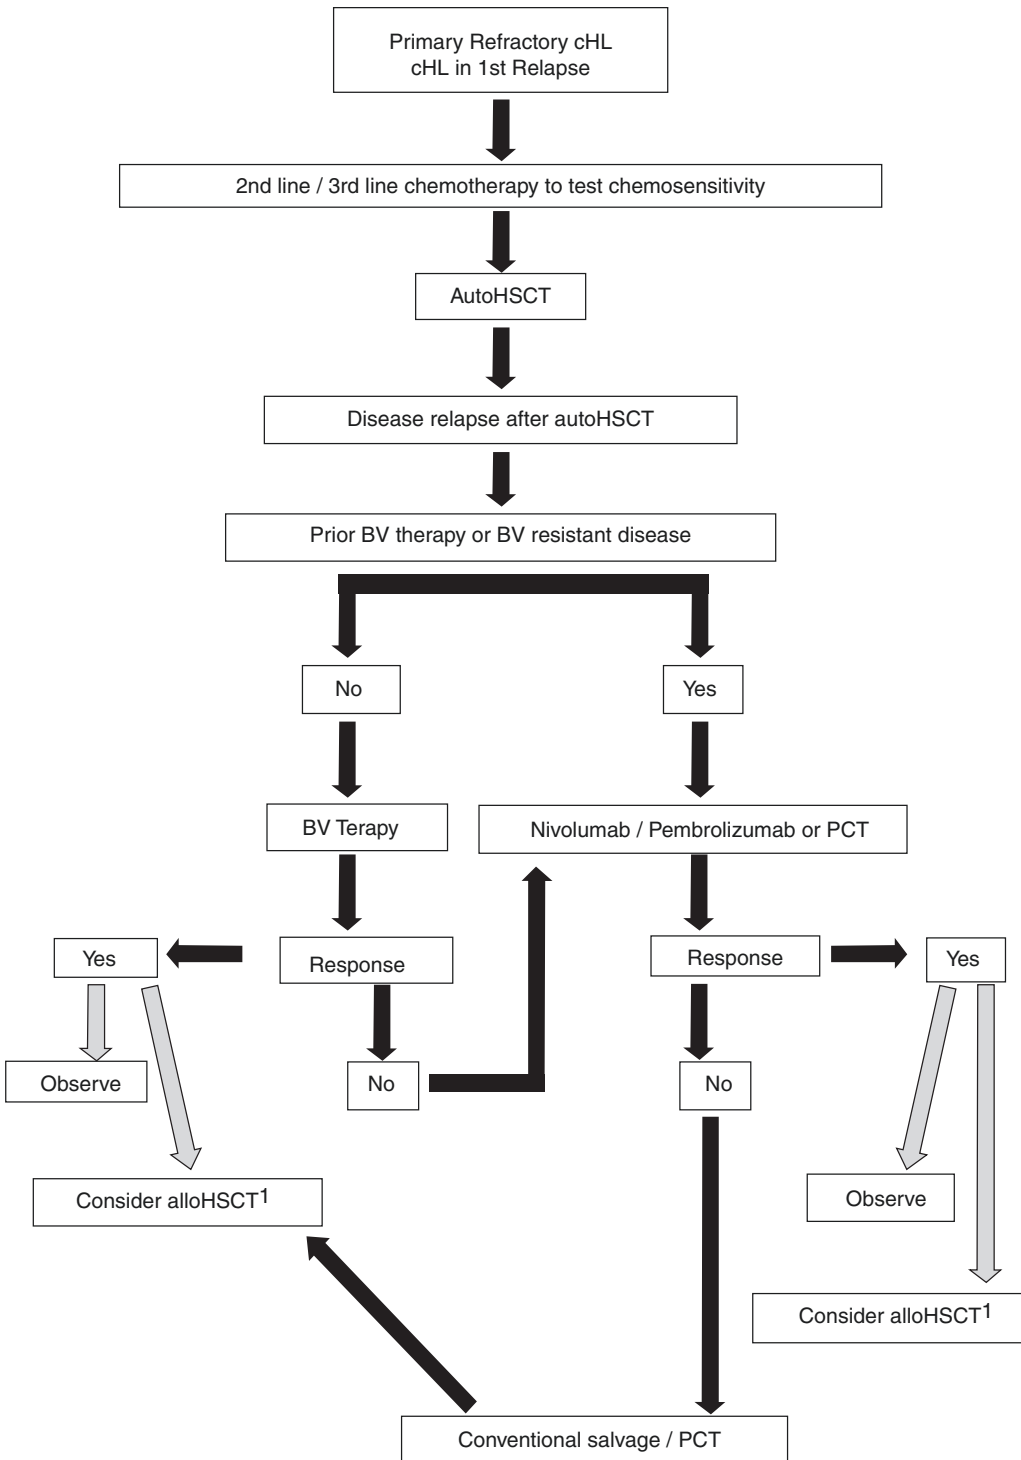 Primary Refractory cHL
cHL in 1st Relapse
2nd line / 3rd line chemotherapy to test chemosensitivity
AutoHSCT
Disease relapse after autoHSCT
Prior BV therapy or BV resistant disease
No
Yes
BV Terapy
Nivolumab / Pembrolizumab or PCT
Yes
Response
Response
Yes
Observe
No
No
Consider alloHSCT1
Observe
Consider alloHSCT1
Conventional salvage / PCT